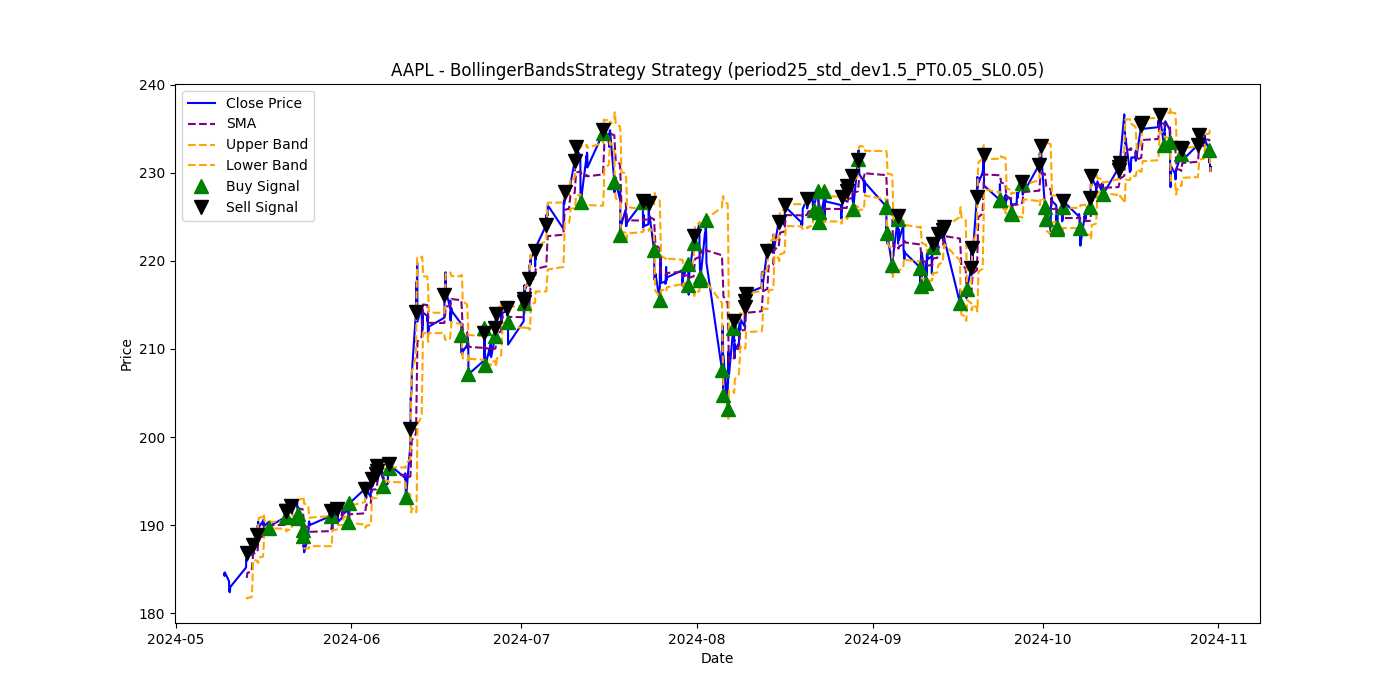 AAPL - BollingerBandsStrategy Strategy (period25_std_dev1.5_PT0.05_SL0.05)
Close Price
SMA
Upper Band
Lower Band
Buy Signal
Sell Signal
240
230
220
210
200
190
180
Price
2024-05
2024-06
2024-07
2024-08
2024-09
2024-10
2024-11
Date